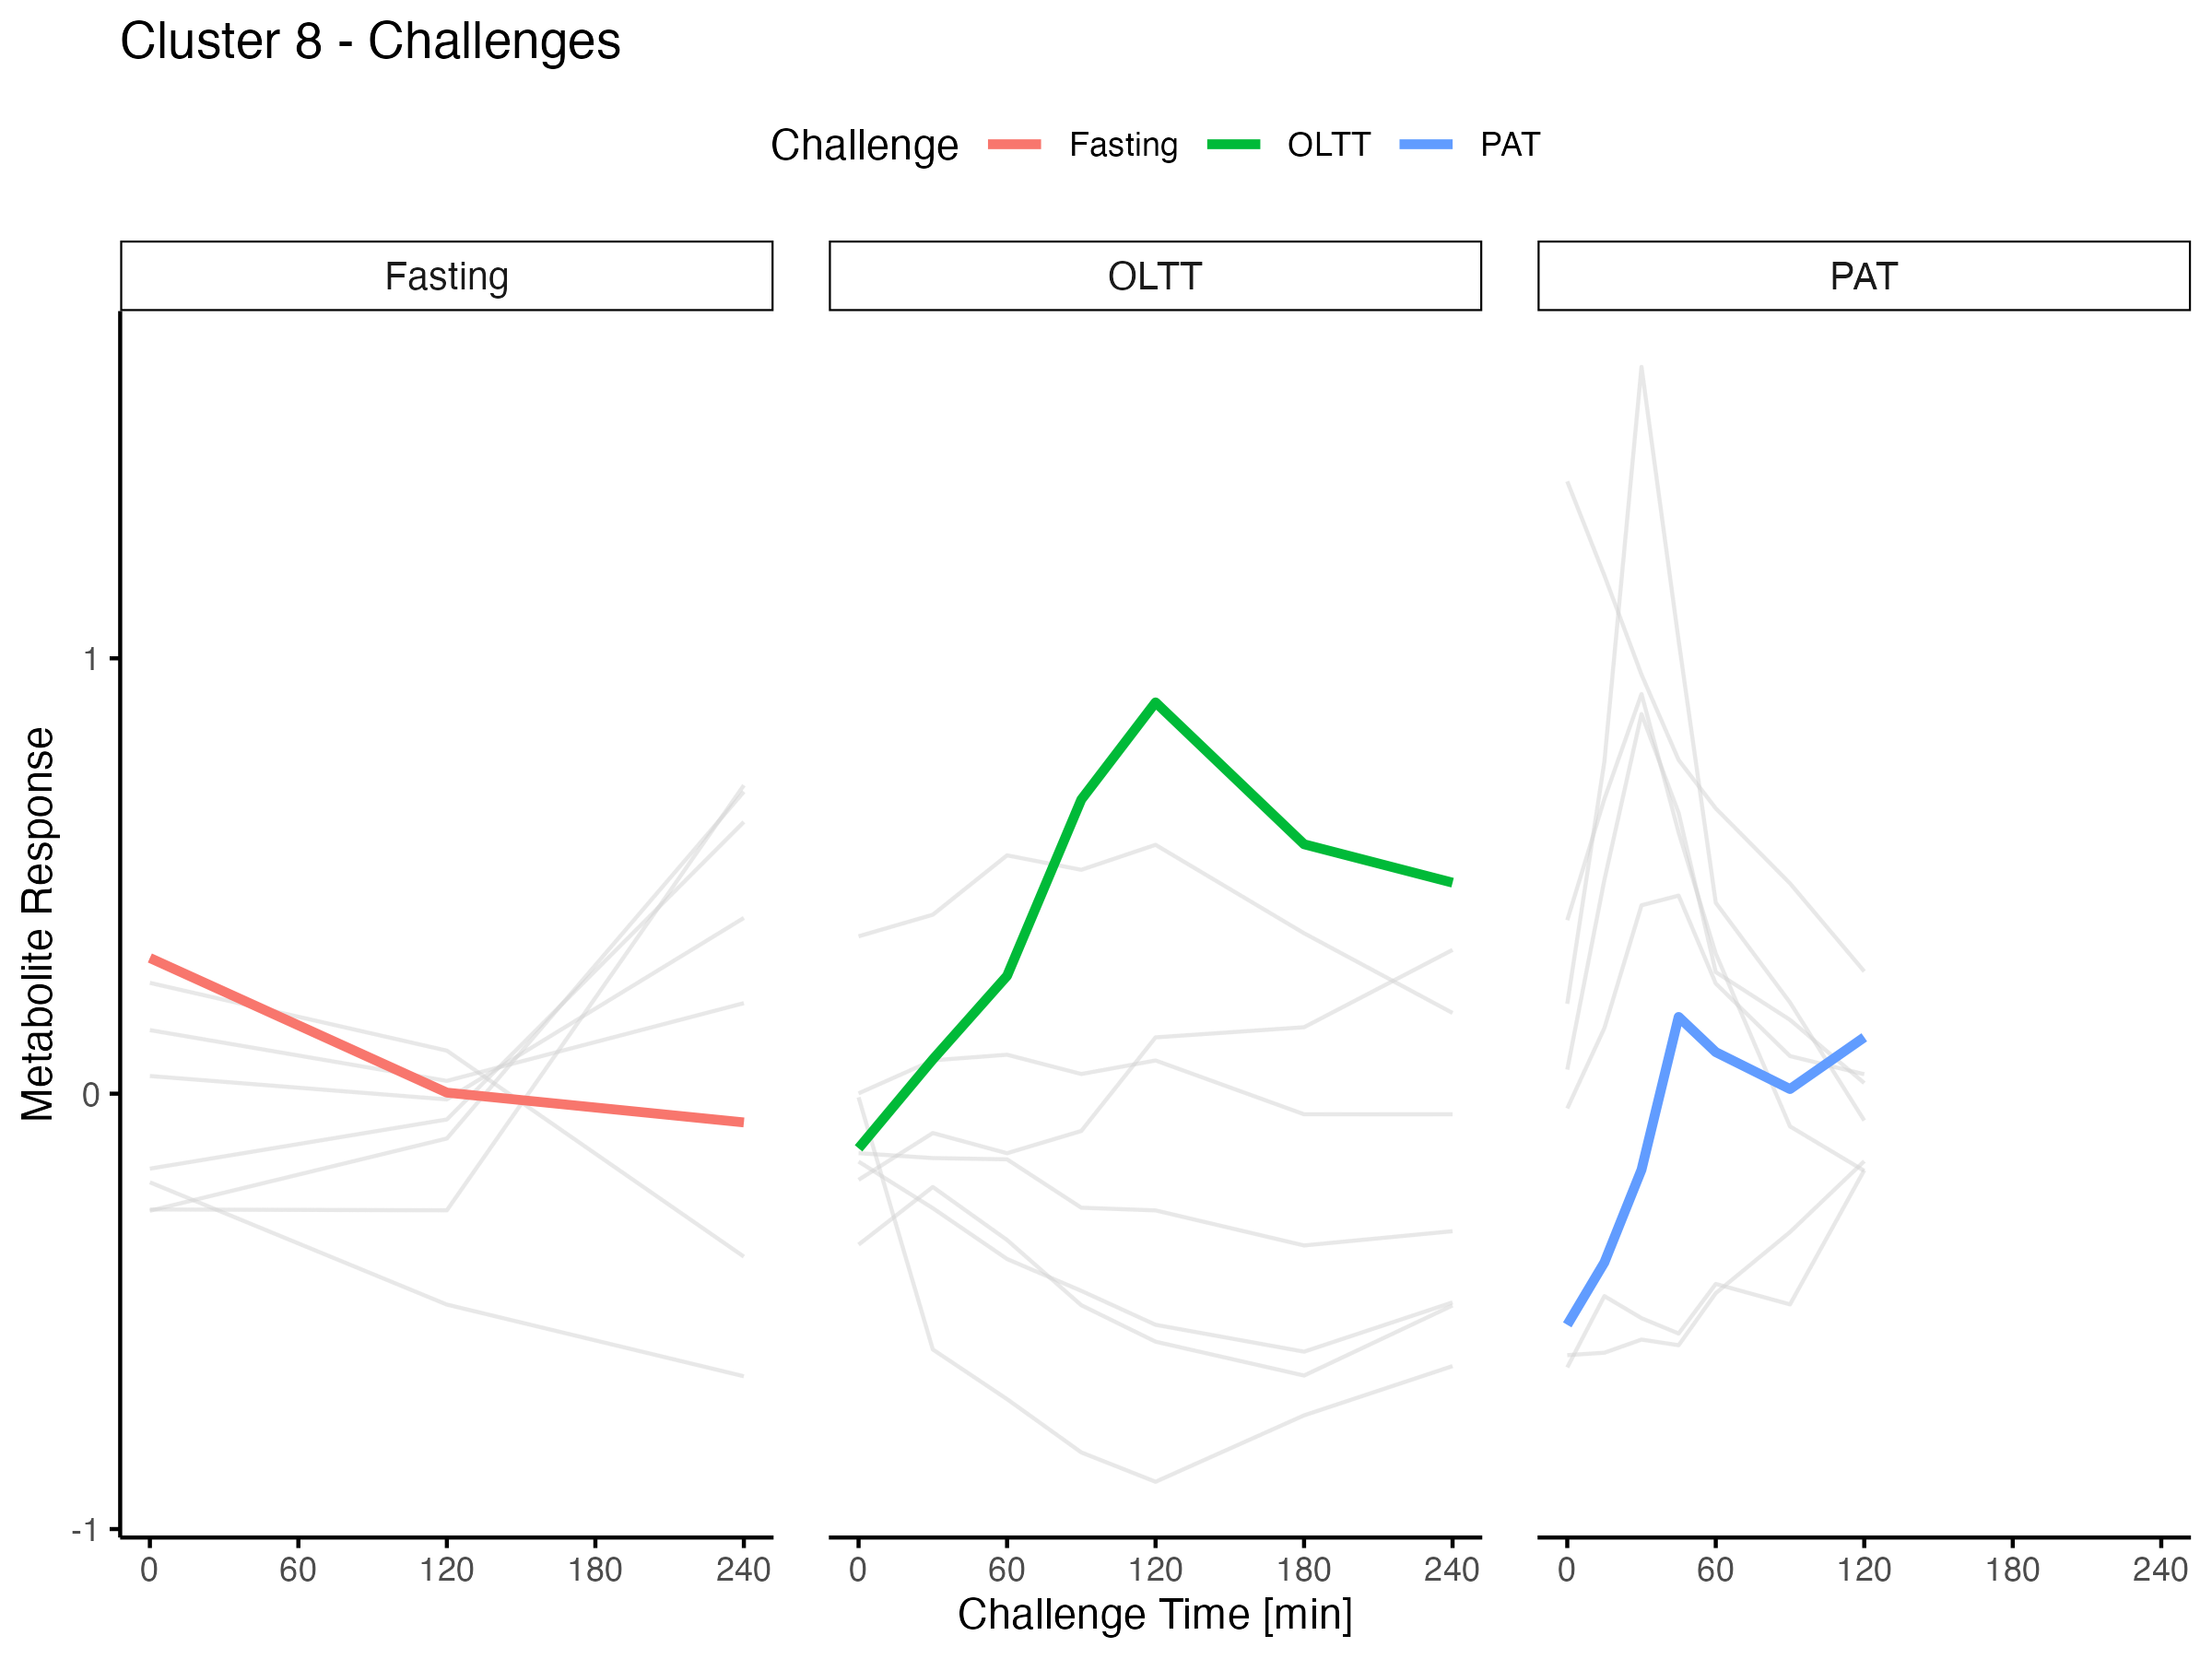 Cluster 8 - Challenges
Challenge Fasting OLTT PAT
Fasting OLTT PAT
Metabolite Response
1
0
-1
0 60 120 180 240 0 60 120 180 240 0 60 120 180 240
Challenge Time [min]